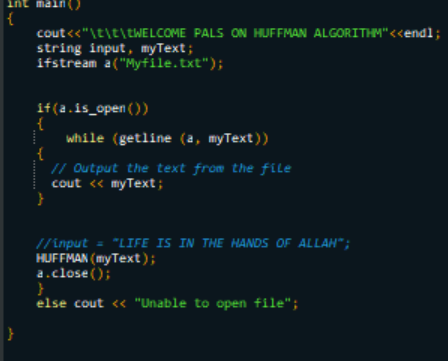 int main()
{
cout<<"\t\t\tWELCOME PALS ON HUFFMAN ALGORITHM"<<endl;
string input, myText;
ifstream a("Myfile.txt");
if(a.is_open())
{
while (getline (a, myText))
{
// Output the text from the file
cout << myText;
}
//input = "LIFE IS IN THE HANDS OF ALLAH";
HUFFMAN(myText);
a.close();
}
else cout << "Unable to open file";
}